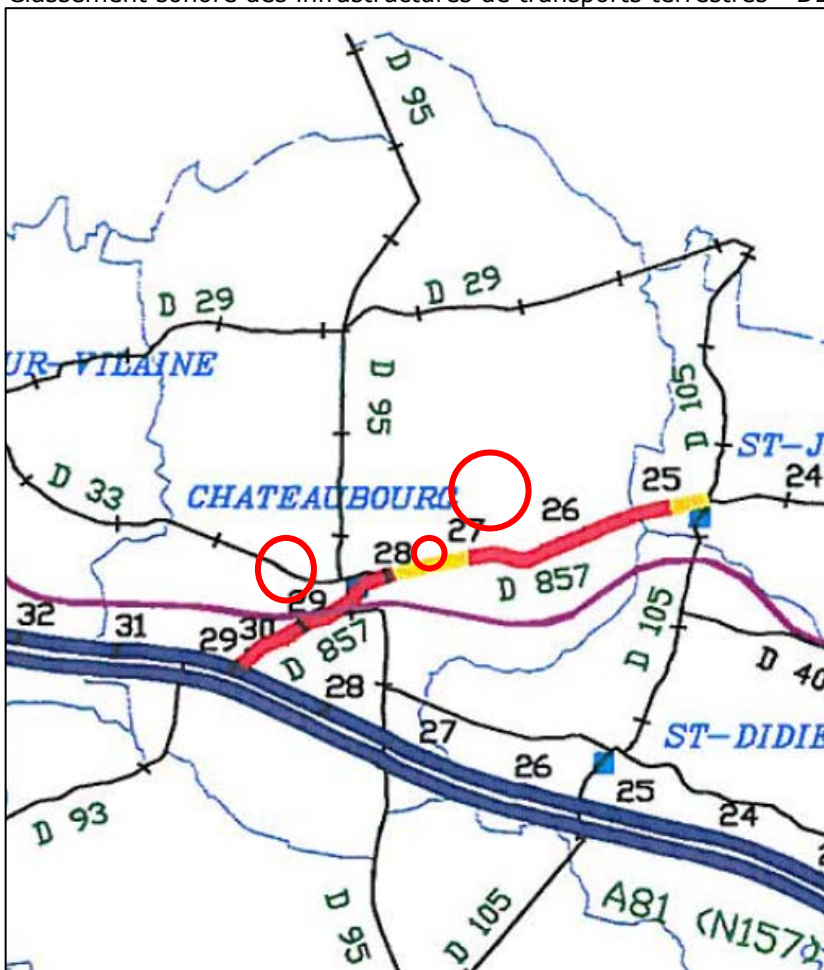 Classement sonore des infrastructures de transports terrestres
D 95
D 29
D 29
UR-VILAINE
D 95
D 105
ST-J
D 33
CHATEAUBOURG
25
24
26
27
28
D 857
29
32
31
29
30
D 857
D 105
D 40
28
27
ST-DIDIE
26
25
24
D 93
D 95
D 105
A81 (N157)